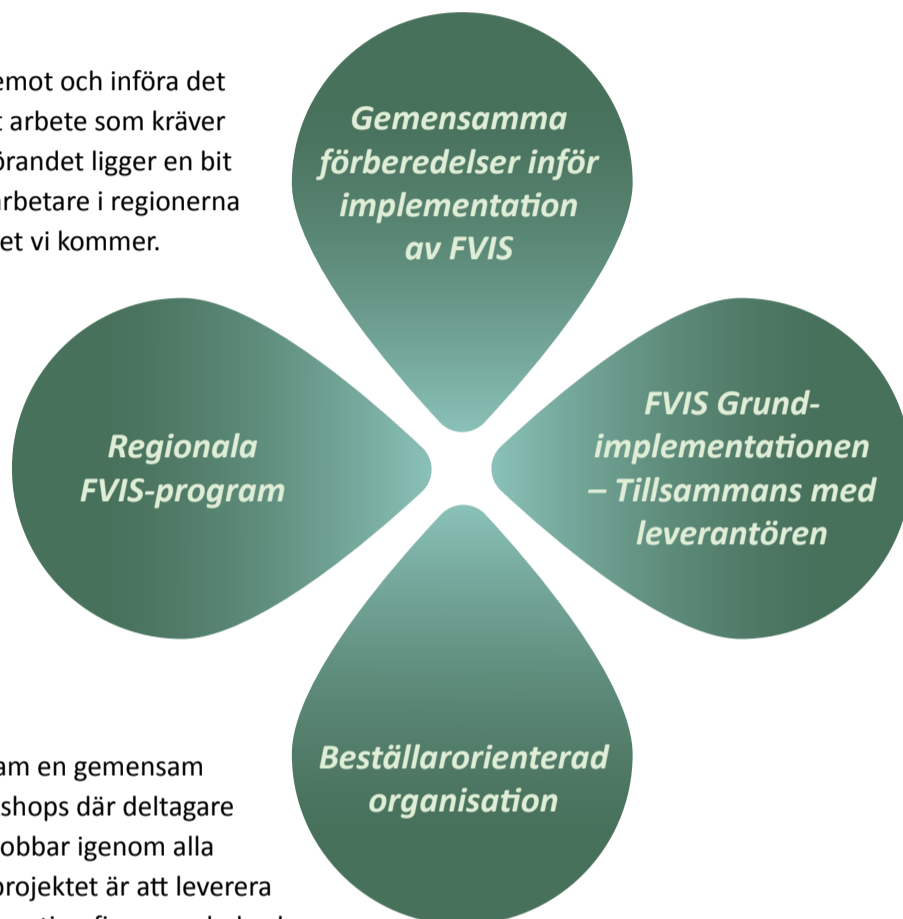 emot och införa det
arbete som kräver
örandet ligger en bit
arbetare i regionerna
et vi kommer.
Gemensamma
förberedelser inför
implementation
av FVIS
Regionala
FVIS-program
FVIS Grund-
implementationen
– Tillsammans med
leverantören
Beställarorienterad
organisation
am en gemensam
shops där deltagare
obbar igenom alla
projektet är att leverera